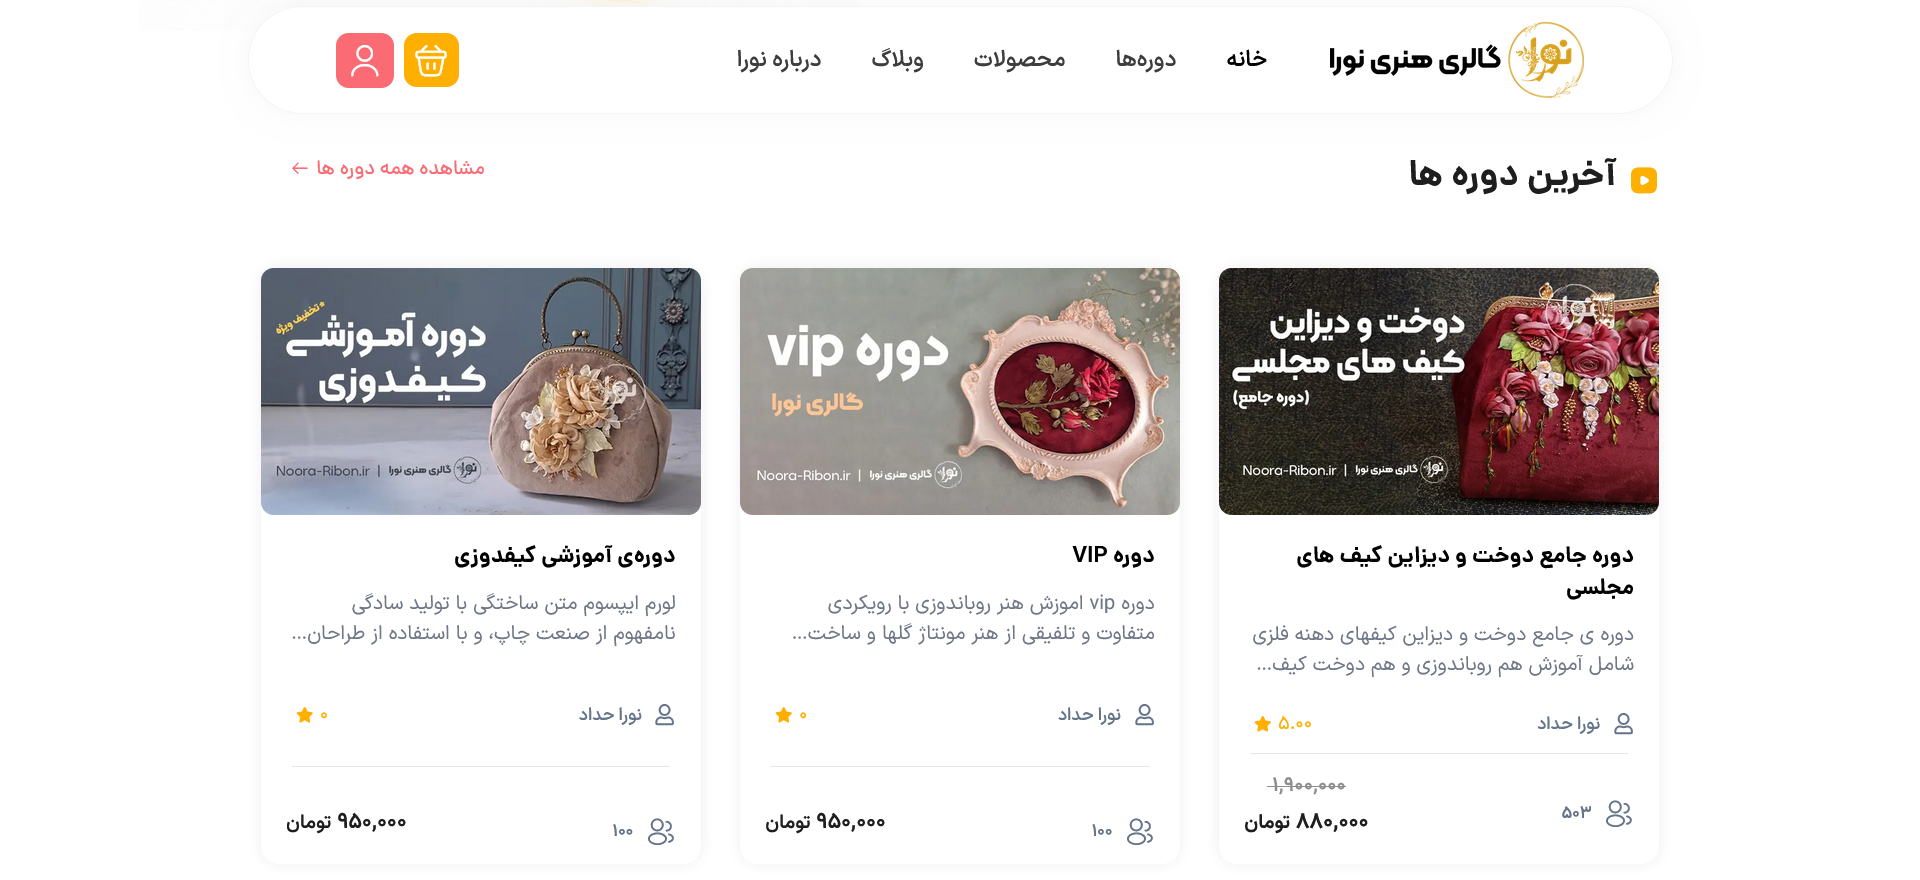 نورا
گالری هنری نورا
خانه
دوره‌ها
محصولات
وبلاگ
درباره نورا
آخرین دوره ها
مشاهده همه دوره ها
نورا
دوخت و دیزاین
کیف های مجلسی
(دوره جامع)
نورا گالری هنری نورا | Noora-Ribon.ir
دوره جامع دوخت و دیزاین کیف های
مجلسی
دوره ی جامع دوخت و دیزاین کیفهای دهنه فلزی
شامل آموزش هم روباندوزی و هم دوخت کیف...
نورا حداد
۵.۰۰
۵۰۳
۱,۹۰۰,۰۰۰
۸۸۰,۰۰۰ تومان
دوره vip
گالری نورا
نورا گالری هنری نورا | Noora-Ribon.ir
دوره VIP
دوره vip اموزش هنر روباندوزی با رویکردی
متفاوت و تلفیقی از هنر مونتاژ گلها و ساخت...
نورا حداد
۰
۱۰۰
۹۵۰,۰۰۰ تومان
*تخفیف ویژه
دوره آموزشی
کیفدوزی
نورا
نورا گالری هنری نورا | Noora-Ribon.ir
دوره‌ی آموزشی کیفدوزی
لورم ایپسوم متن ساختگی با تولید سادگی
نامفهوم از صنعت چاپ، و با استفاده از طراحان...
نورا حداد
۰
۱۰۰
۹۵۰,۰۰۰ تومان